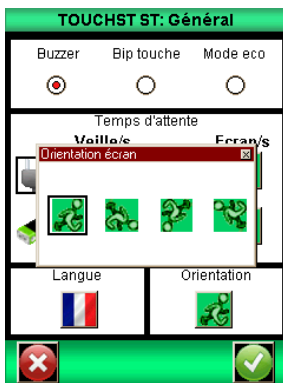 TOUCHST ST: Général
Buzzer Bip touche Mode eco
Temps d'attente
Veille/s Ecran/s
Orientation écran
Langue Orientation